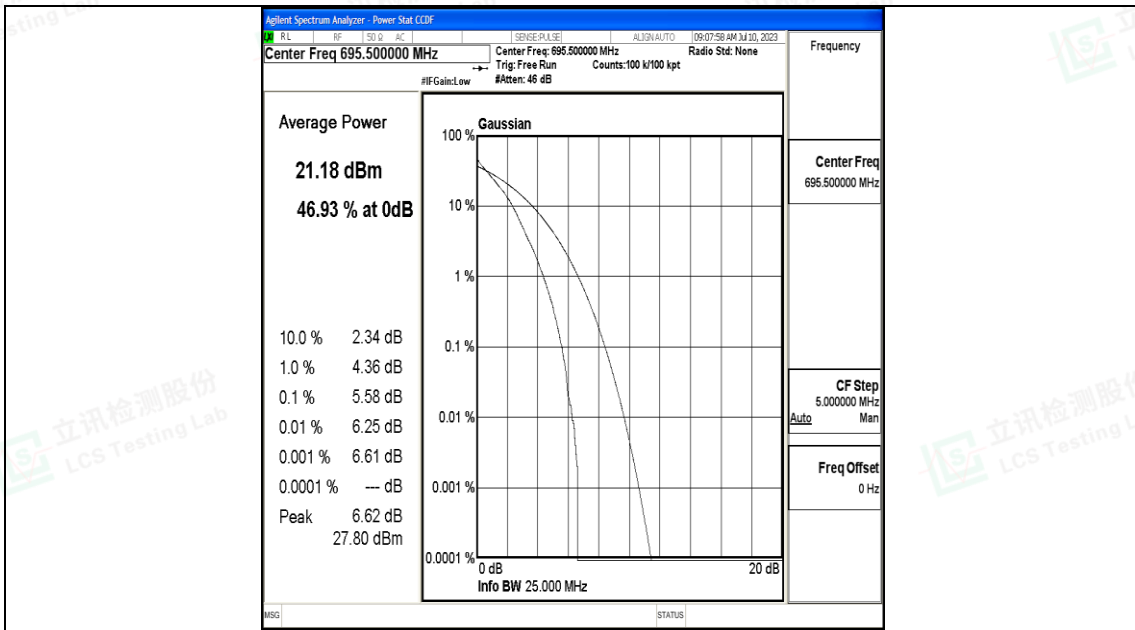 Agilent Spectrum Analyzer - Power Stat CCDF
RL RF 50 Ω AC SENSE:PULSE ALIGN AUTO 09:07:58 AM Jul 10, 2023
Center Freq 695.500000 MHz
Center Freq: 695.500000 MHz Radio Std: None
Trig: Free Run Counts:100 k/100 kpt
#IFGain:Low #Atten: 46 dB
Frequency
Average Power
21.18 dBm
46.93 % at 0dB
10.0 % 2.34 dB
1.0 % 4.36 dB
0.1 % 5.58 dB
0.01 % 6.25 dB
0.001 % 6.61 dB
0.0001 % --- dB
Peak 6.62 dB
27.80 dBm
Gaussian
100 %
10 %
1 %
0.1 %
0.01 %
0.001 %
0.0001 %
0 dB 20 dB
Info BW 25.000 MHz
Center Freq
695.500000 MHz
CF Step
5.000000 MHz
Auto Man
Freq Offset
0 Hz
MSG STATUS
立讯检测股份
LCS Testing Lab
立讯检测股份
LCS Testing L